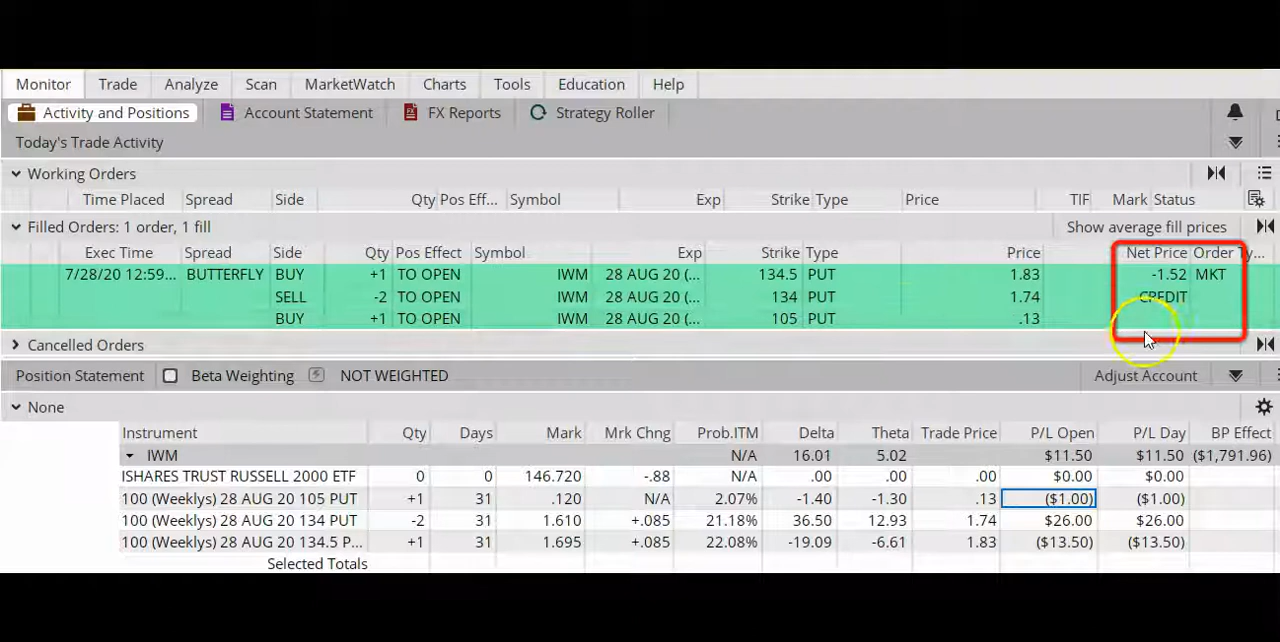 Monitor Trade Analyze Scan MarketWatch Charts Tools Education Help
Activity and Positions Account Statement FX Reports Strategy Roller
Today's Trade Activity
Working Orders
Time Placed Spread Side Qty Pos Eff... Symbol Exp Strike Type Price TIF Mark Status
Filled Orders: 1 order, 1 fill Show average fill prices
Exec Time Spread Side Qty Pos Effect Symbol Exp Strike Type Price Net Price Order Ty...
7/28/20 12:59... BUTTERFLY BUY +1 TO OPEN IWM 28 AUG 20 (... 134.5 PUT 1.83 -1.52 MKT
SELL -2 TO OPEN IWM 28 AUG 20 (... 134 PUT 1.74 CREDIT
BUY +1 TO OPEN IWM 28 AUG 20 (... 105 PUT .13
Cancelled Orders
Position Statement Beta Weighting NOT WEIGHTED Adjust Account
None
Instrument Qty Days Mark Mrk Chng Prob.ITM Delta Theta Trade Price P/L Open P/L Day BP Effect
IWM N/A 16.01 5.02 $11.50 $11.50 ($1,791.96)
ISHARES TRUST RUSSELL 2000 ETF 0 0 146.720 -.88 N/A .00 .00 .00 $0.00 $0.00
100 (Weeklys) 28 AUG 20 105 PUT +1 31 .120 N/A 2.07% -1.40 -1.30 .13 ($1.00) ($1.00)
100 (Weeklys) 28 AUG 20 134 PUT -2 31 1.610 +.085 21.18% 36.50 12.93 1.74 $26.00 $26.00
100 (Weeklys) 28 AUG 20 134.5 P... +1 31 1.695 +.085 22.08% -19.09 -6.61 1.83 ($13.50) ($13.50)
Selected Totals